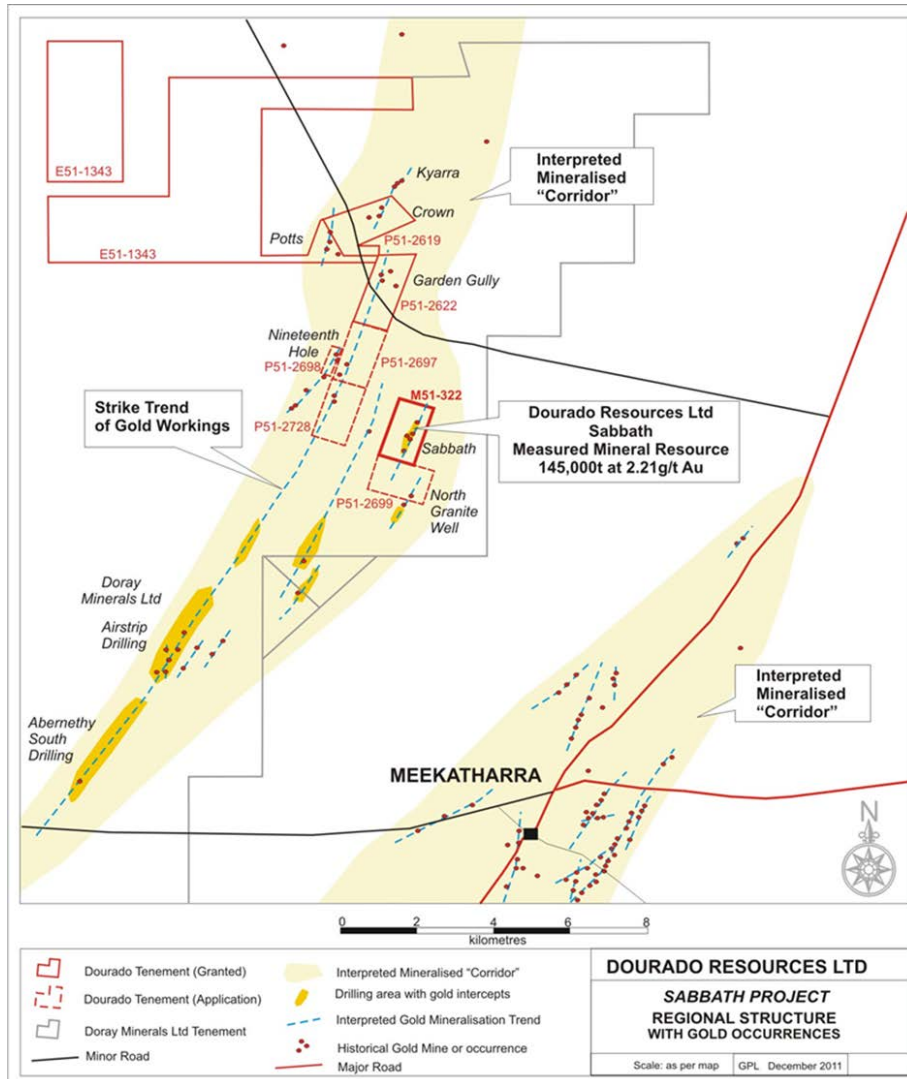 E51-1343
Kyarra
Interpreted
Mineralised
“Corridor”
Crown
Potts
P51-2619
E51-1343
Garden Gully
P51-2622
Nineteenth
Hole
P51-2698
P51-2697
M51-322
Strike Trend
of Gold Workings
P51-2728
Dourado Resources Ltd
Sabbath
Measured Mineral Resource
145,000t at 2.21g/t Au
Sabbath
P51-2699
North
Granite
Well
Doray
Minerals Ltd
Airstrip
Drilling
Interpreted
Mineralised
“Corridor”
Abernethy
South
Drilling
MEEKATHARRA
N
0 2 4 6 8
kilometres
Dourado Tenement (Granted)
Dourado Tenement (Application)
Doray Minerals Ltd Tenement
Minor Road
Interpreted Mineralised “Corridor”
Drilling area with gold intercepts
Interpreted Gold Mineralisation Trend
Historical Gold Mine or occurrence
Major Road
DOURADO RESOURCES LTD
SABBATH PROJECT
REGIONAL STRUCTURE
WITH GOLD OCCURRENCES
Scale: as per map GPL December 2011